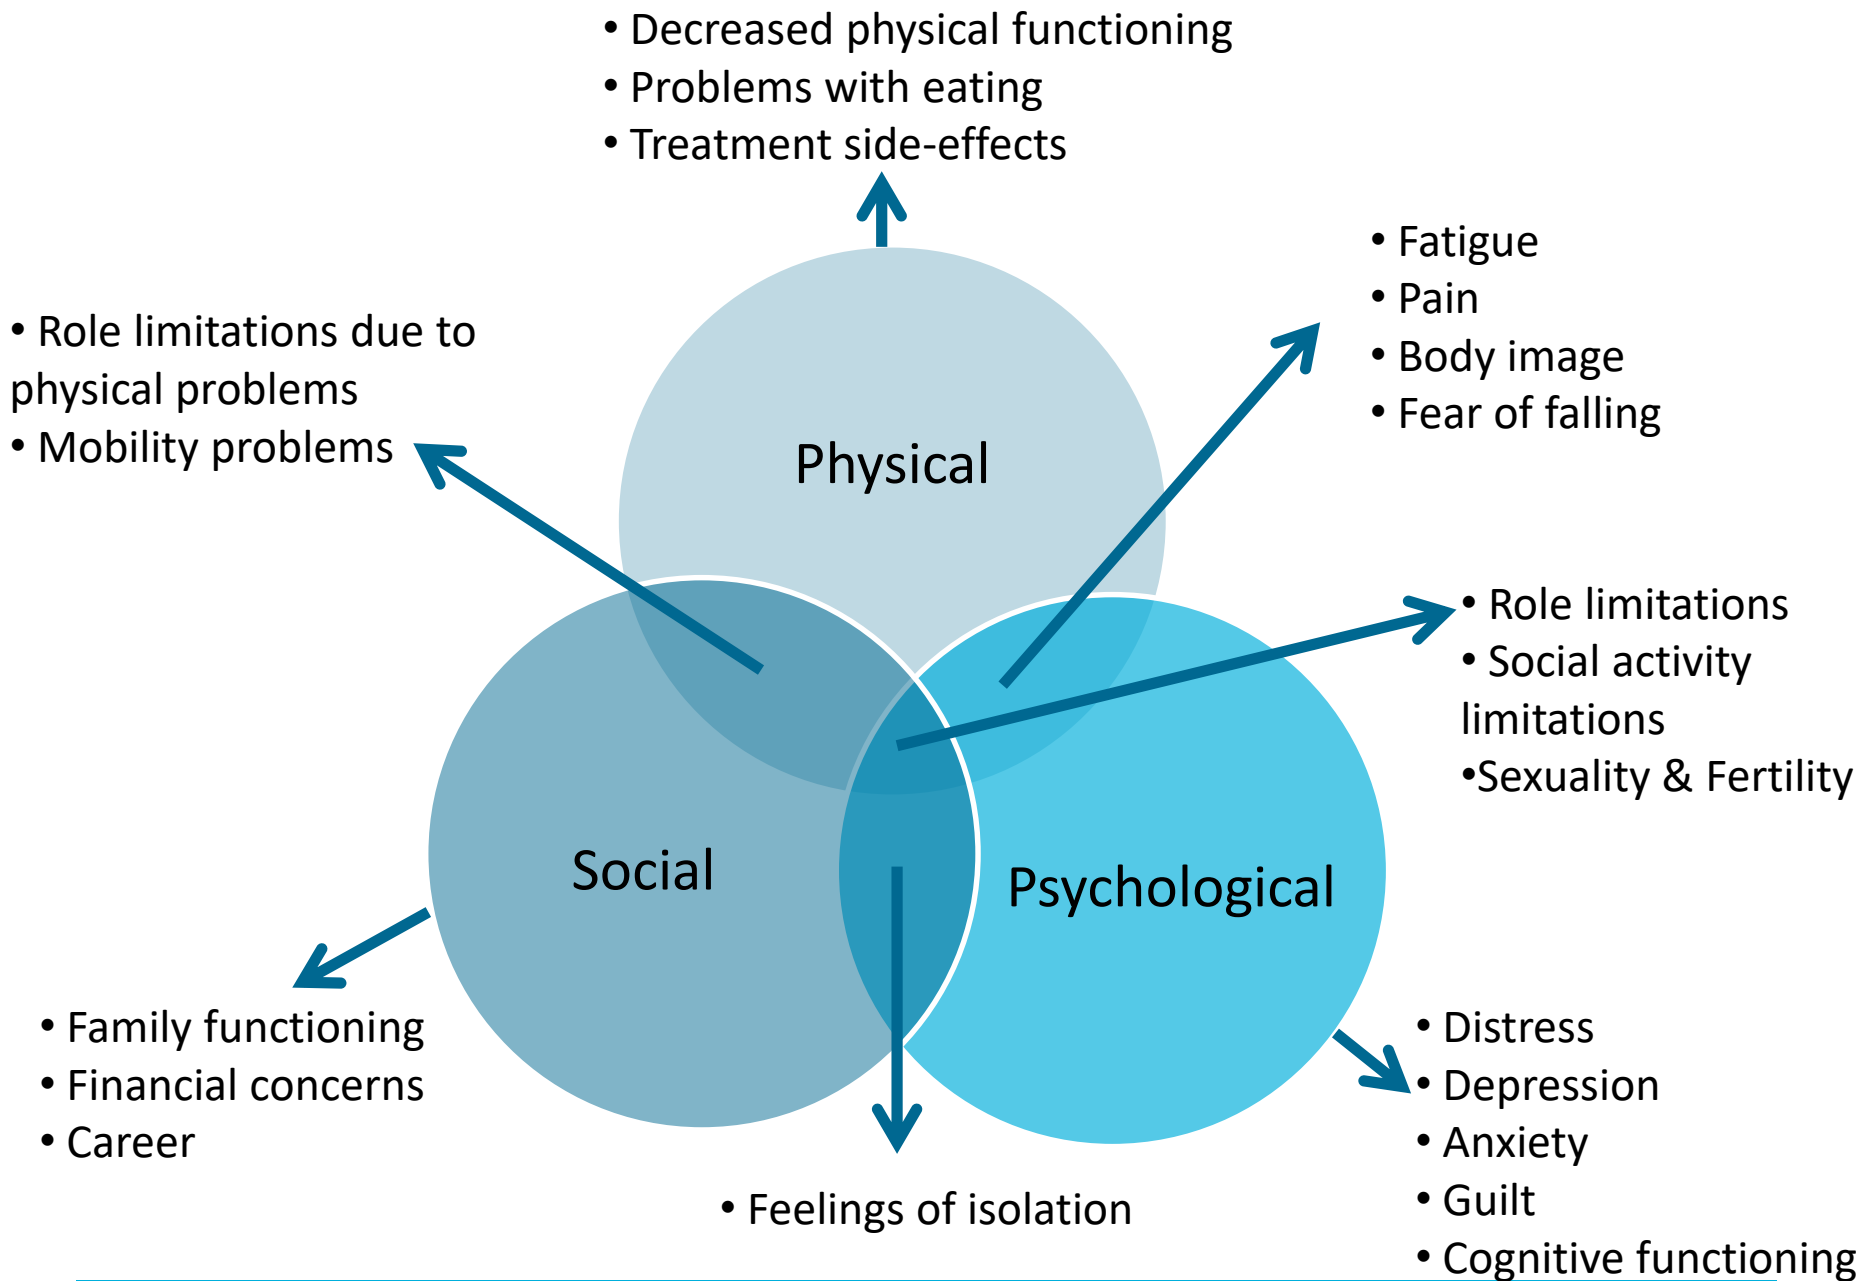 • Decreased physical functioning
• Problems with eating
• Treatment side-effects
• Fatigue
• Pain
• Body image
• Fear of falling
• Role limitations due to
physical problems
• Mobility problems
Physical
• Role limitations
• Social activity
limitations
•Sexuality & Fertility
Social
Psychological
• Family functioning
• Financial concerns
• Career
• Feelings of isolation
• Distress
• Depression
• Anxiety
• Guilt
• Cognitive functioning